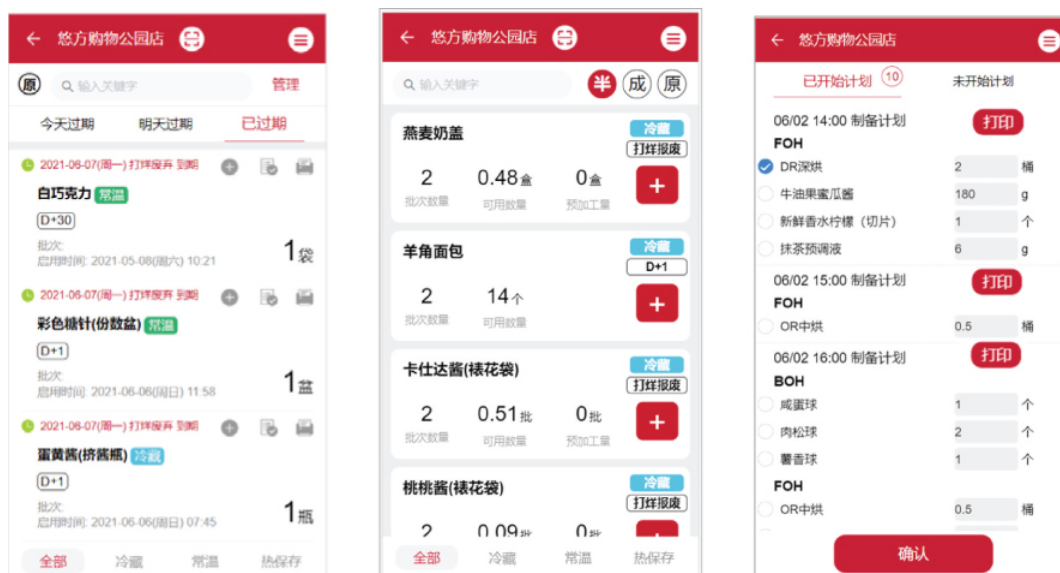 悠方购物公园店
原 输入关键字 管理
今天过期 明天过期 已过期
2021-06-07(周一) 打烊废弃 到期
白巧克力 常温
D+30
批次:
启用时间: 2021-05-08(周六) 10:21
1袋
2021-06-07(周一) 打烊废弃 到期
彩色糖针(份数盆) 常温
D+1
批次:
启用时间: 2021-06-06(周日) 11:58
1盆
2021-06-07(周一) 打烊废弃 到期
蛋黄酱(挤酱瓶) 冷藏
D+1
批次:
启用时间: 2021-06-06(周日) 07:45
1瓶
全部 冷藏 常温 热保存
悠方购物公园店
输入关键字 半 成 原
燕麦奶盖 冷藏
打烊报废
2 0.48盒 0盒
批次数量 可用数量 预加工量
羊角面包 冷藏
D+1
2 14个
批次数量 可用数量
卡仕达酱(裱花袋) 冷藏
打烊报废
2 0.51批 0批
批次数量 可用数量 预加工量
桃桃酱(裱花袋) 冷藏
打烊报废
2 0.09批 0批
全部 冷藏 常温 热保存
悠方购物公园店
已开始计划 10 未开始计划
06/02 14:00 制备计划 打印
FOH
DR深烘 2 桶
牛油果蜜瓜酱 180 g
新鲜香水柠檬（切片） 1 个
抹茶预调液 6 g
06/02 15:00 制备计划 打印
FOH
OR中烘 0.5 桶
06/02 16:00 制备计划 打印
BOH
咸蛋球 1 个
肉松球 2 个
薯香球 1 个
FOH
OR中烘 0.5 桶
确认